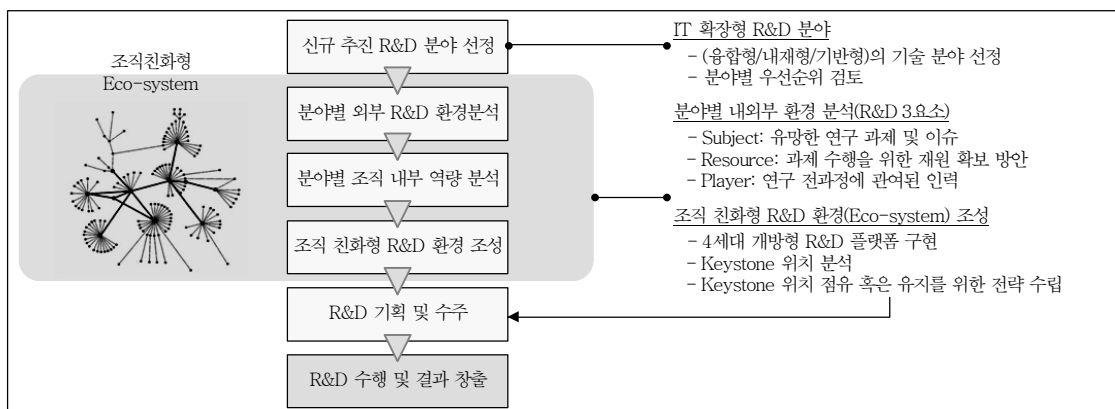 조직친화형
Eco-system
신규 추진 R&D 분야 선정
분야별 외부 R&D 환경분석
분야별 조직 내부 역량 분석
조직 친화형 R&D 환경 조성
R&D 기획 및 수주
R&D 수행 및 결과 창출
IT 확장형 R&D 분야
- (융합형/내재형/기반형)의 기술 분야 선정
- 분야별 우선순위 검토
분야별 내외부 환경 분석(R&D 3요소)
- Subject: 유망한 연구 과제 및 이슈
- Resource: 과제 수행을 위한 재원 확보 방안
- Player: 연구 전과정에 관여된 인력
조직 친화형 R&D 환경(Eco-system) 조성
- 4세대 개방형 R&D 플랫폼 구현
- Keystone 위치 분석
- Keystone 위치 점유 혹은 유지를 위한 전략 수립